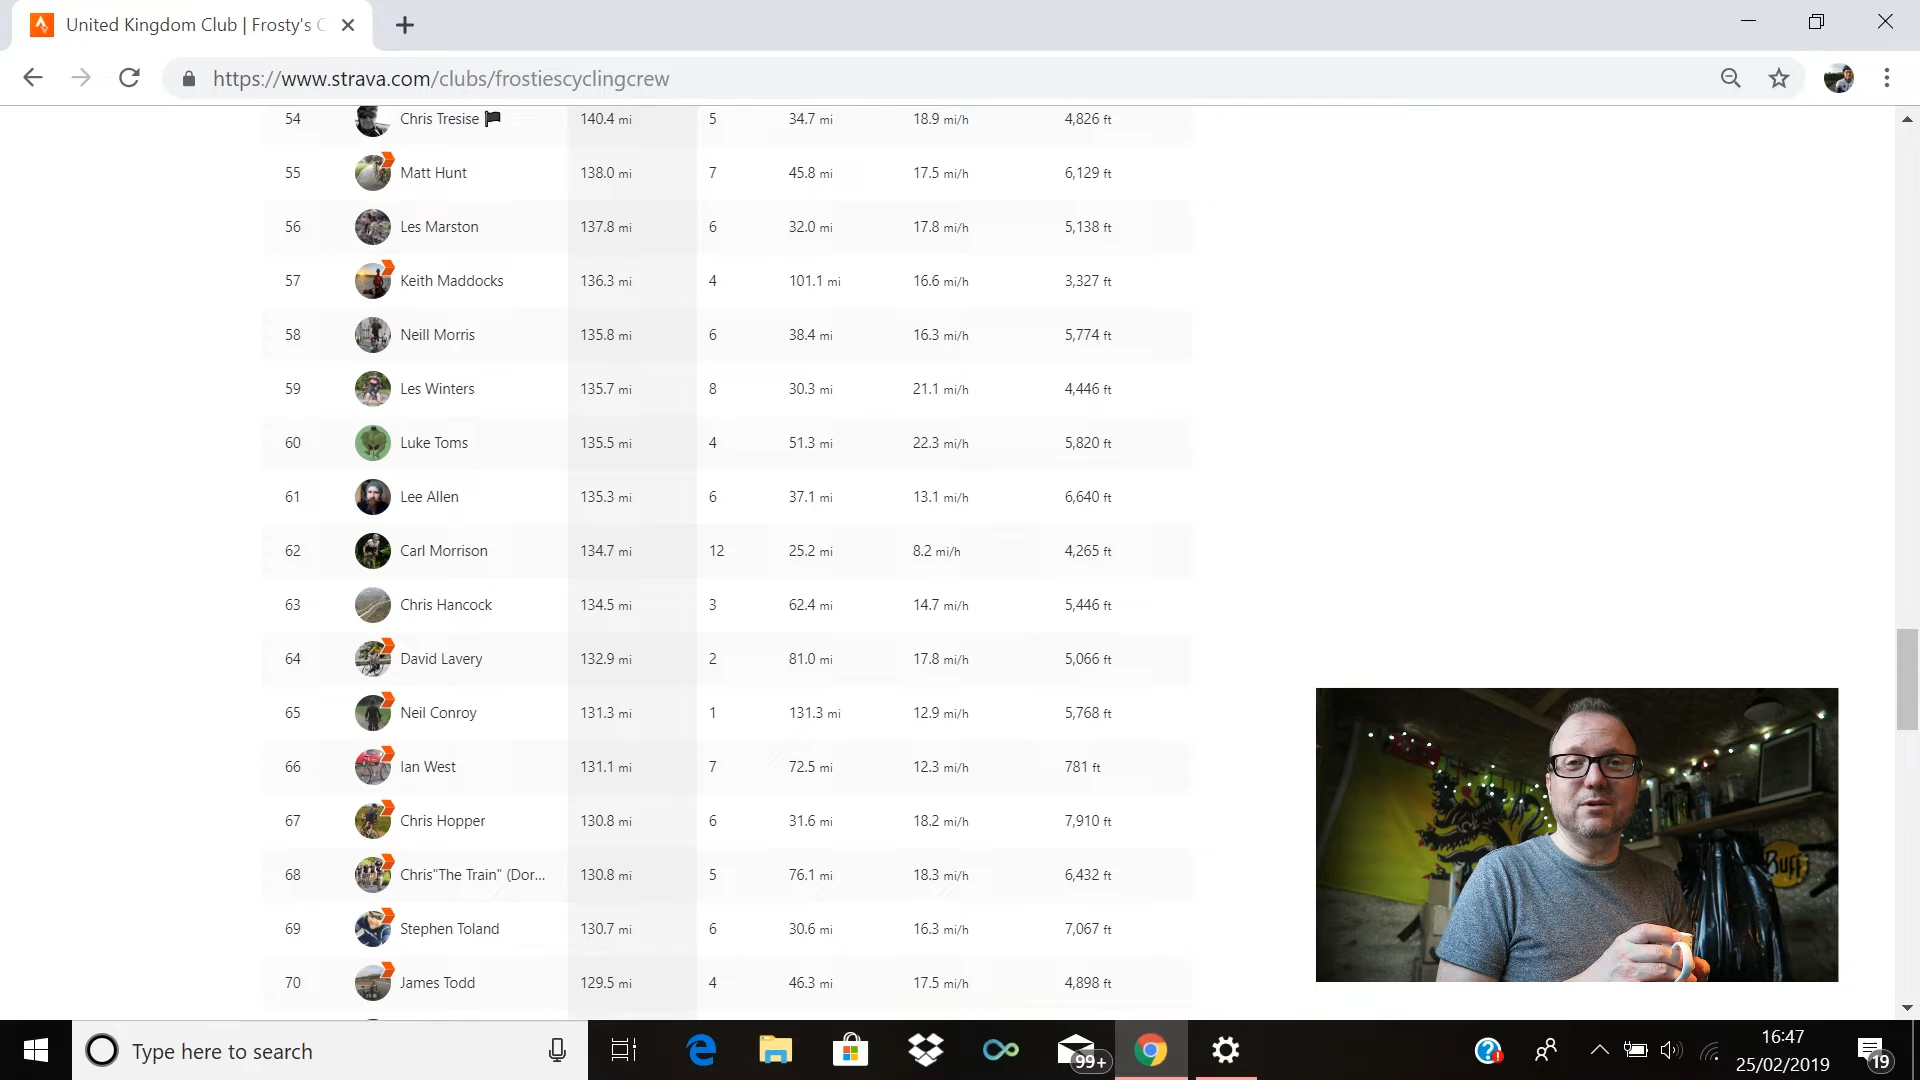 United Kingdom Club | Frosty's C
https://www.strava.com/clubs/frostiescyclingcrew
54 Chris Tresise 140.4 mi 5 34.7 mi 18.9 mi/h 4,826 ft
55 Matt Hunt 138.0 mi 7 45.8 mi 17.5 mi/h 6,129 ft
56 Les Marston 137.8 mi 6 32.0 mi 17.8 mi/h 5,138 ft
57 Keith Maddocks 136.3 mi 4 101.1 mi 16.6 mi/h 3,327 ft
58 Neill Morris 135.8 mi 6 38.4 mi 16.3 mi/h 5,774 ft
59 Les Winters 135.7 mi 8 30.3 mi 21.1 mi/h 4,446 ft
60 Luke Toms 135.5 mi 4 51.3 mi 22.3 mi/h 5,820 ft
61 Lee Allen 135.3 mi 6 37.1 mi 13.1 mi/h 6,640 ft
62 Carl Morrison 134.7 mi 12 25.2 mi 8.2 mi/h 4,265 ft
63 Chris Hancock 134.5 mi 3 62.4 mi 14.7 mi/h 5,446 ft
64 David Lavery 132.9 mi 2 81.0 mi 17.8 mi/h 5,066 ft
65 Neil Conroy 131.3 mi 1 131.3 mi 12.9 mi/h 5,768 ft
66 Ian West 131.1 mi 7 72.5 mi 12.3 mi/h 781 ft
67 Chris Hopper 130.8 mi 6 31.6 mi 18.2 mi/h 7,910 ft
68 Chris"The Train" (Dor... 130.8 mi 5 76.1 mi 18.3 mi/h 6,432 ft
69 Stephen Toland 130.7 mi 6 30.6 mi 16.3 mi/h 7,067 ft
70 James Todd 129.5 mi 4 46.3 mi 17.5 mi/h 4,898 ft
BUFF
Type here to search
99+
16:47
25/02/2019
19